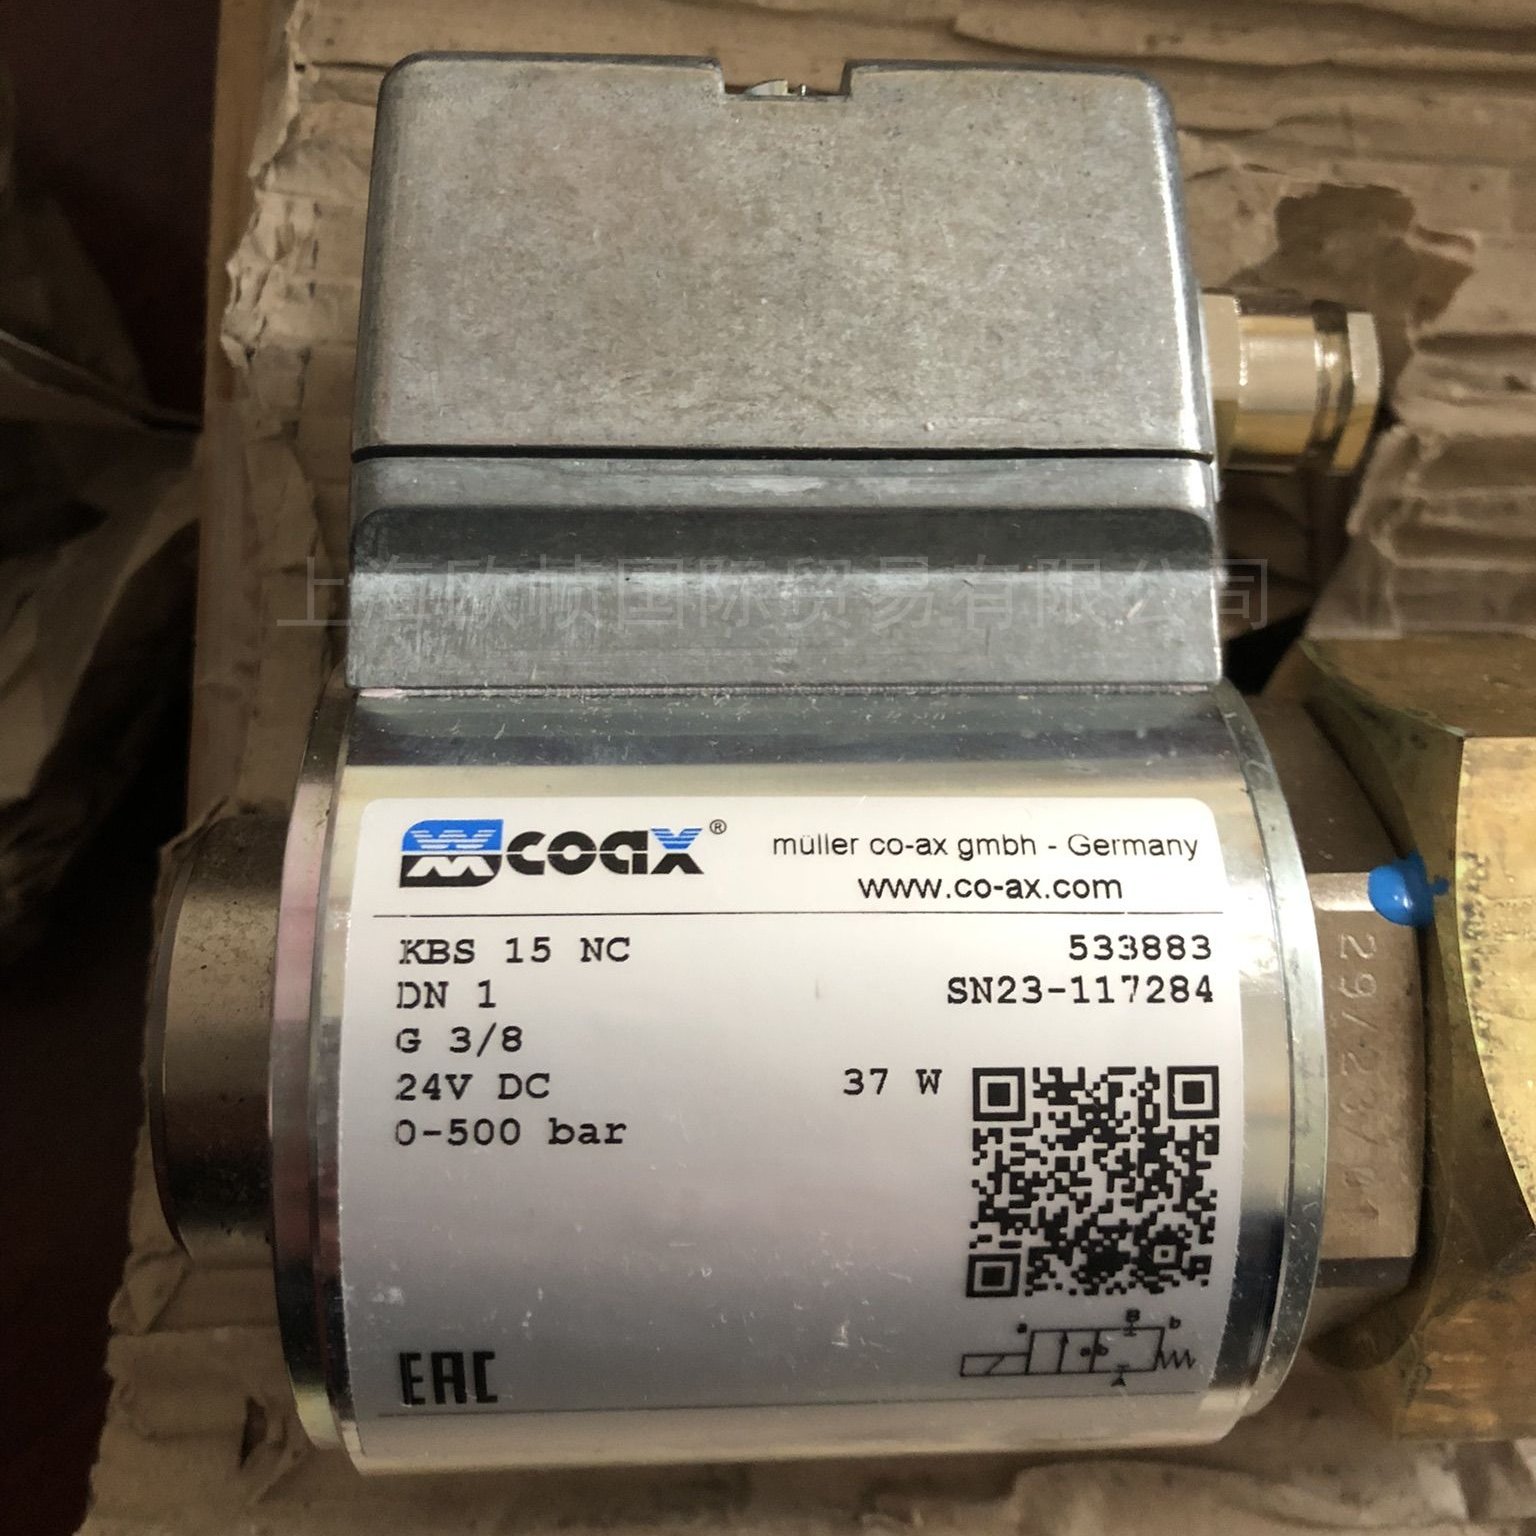 上海欧帧国际贸易有限公司
coax®
müller co-ax gmbh - Germany
www.co-ax.com
KBS 15 NC 533883
DN 1 SN23-117284
G 3/8
24V DC 37 W
0-500 bar
a B b
a b
A
EAC